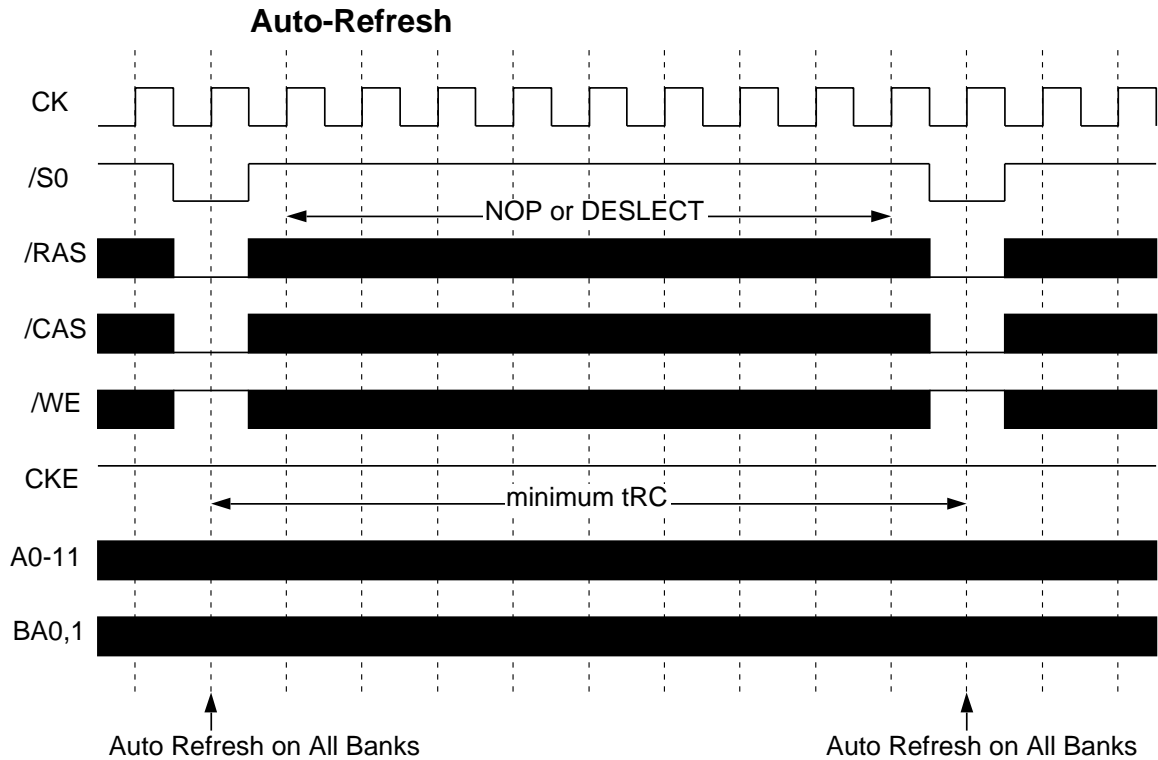 Auto-Refresh
CK
/S0
NOP or DESLECT
/RAS
/CAS
/WE
CKE
minimum tRC
A0-11
BA0,1
Auto Refresh on All Banks
Auto Refresh on All Banks